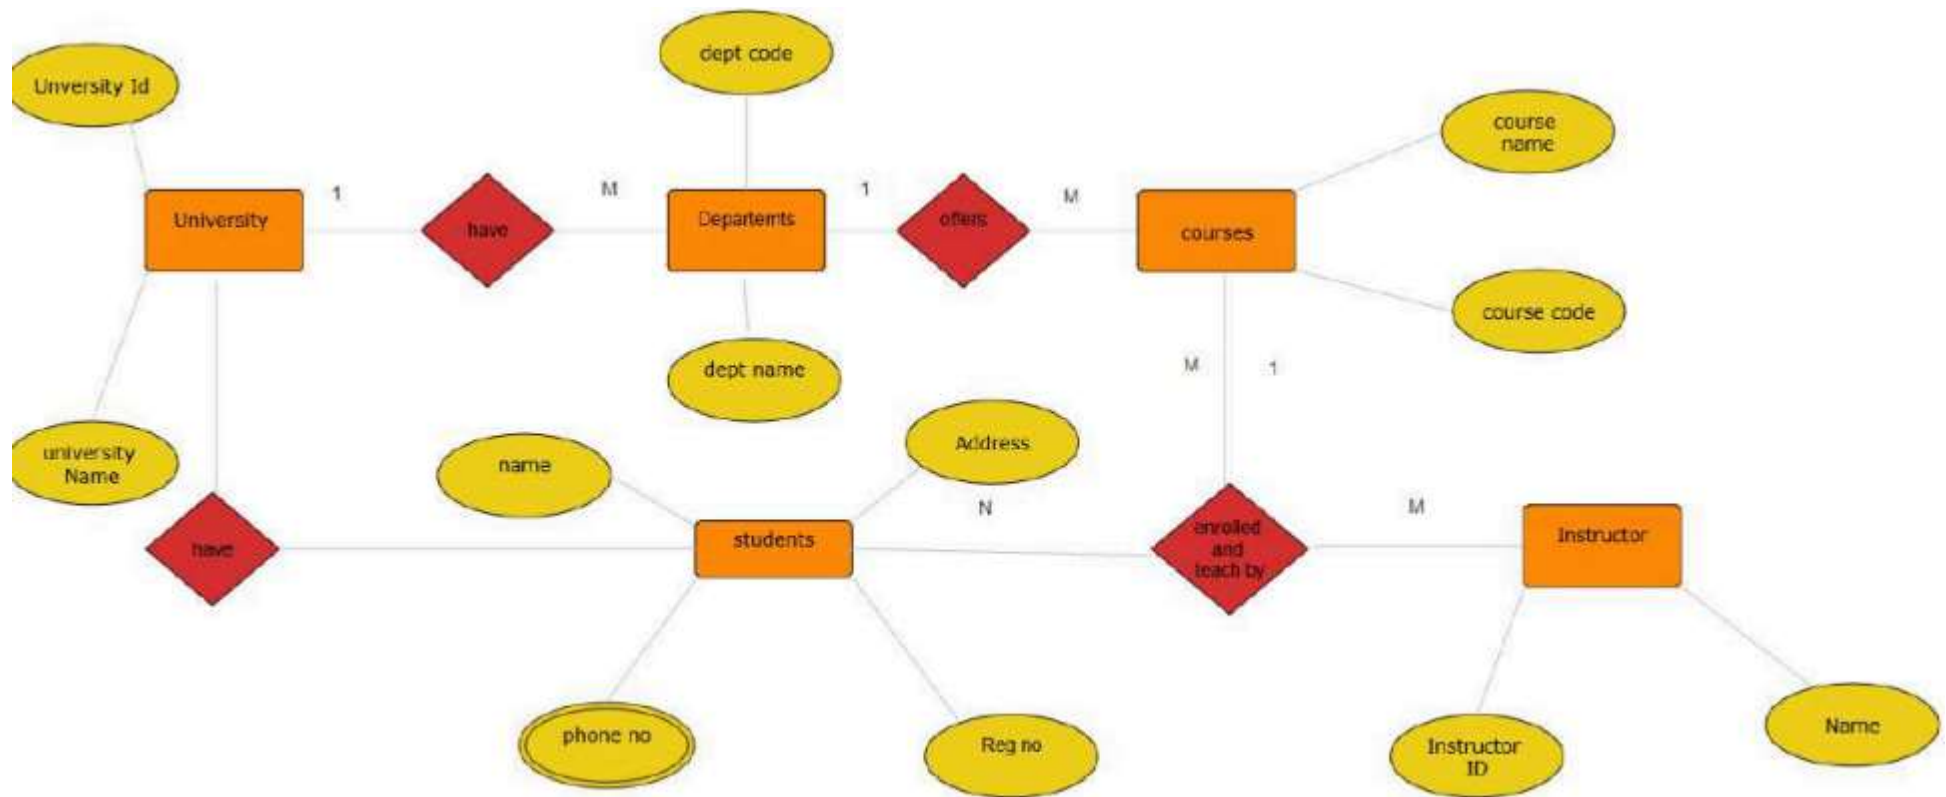 dept code
Unversity Id
course
name
1
M
1
M
University
have
Departemts
offers
courses
course code
dept name
M
1
university
Name
name
Address
N
M
have
students
enrolled
and
teach by
Instructor
phone no
Reg no
Instructor
ID
Name